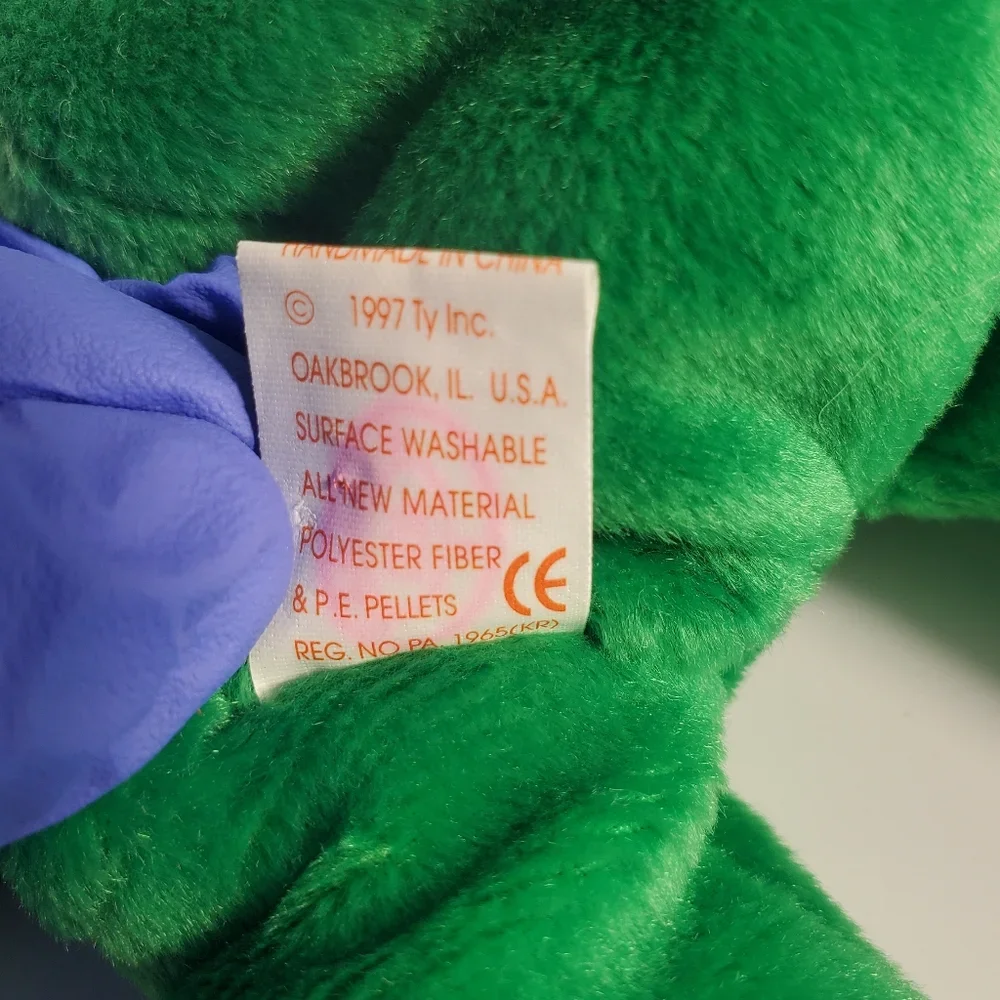 HANDMADE IN CHINA
© 1997 Ty Inc.
OAKBROOK, IL. U.S.A.
SURFACE WASHABLE
ALL NEW MATERIAL
POLYESTER FIBER
& P.E. PELLETS CE
REG. NO PA. 1965(KR)